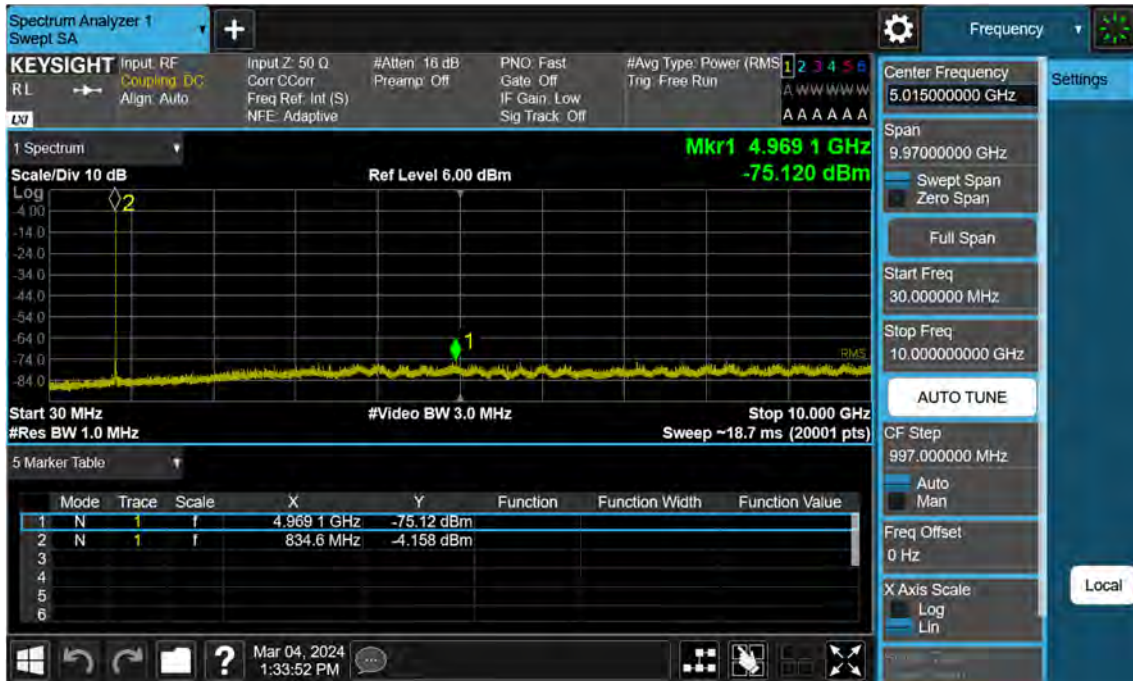 Spectrum Analyzer 1
Swept SA
Frequency
KEYSIGHT
RL
LXI
Input: RF
Coupling: DC
Align: Auto
Input Z: 50 Ω
Corr CCorr
Freq Ref: Int (S)
NFE: Adaptive
#Atten: 16 dB
Preamp: Off
PNO: Fast
Gate: Off
IF Gain: Low
Sig Track: Off
#Avg Type: Power (RMS
Trig: Free Run
1 2 3 4 5 6
A W W W W W
A A A A A A
1 Spectrum
Mkr1 4.969 1 GHz
-75.120 dBm
Scale/Div 10 dB
Ref Level 6.00 dBm
Log
-4.00
-14.0
-24.0
-34.0
-44.0
-54.0
-64.0
-74.0
-84.0
2
1
RMS
Start 30 MHz
#Video BW 3.0 MHz
Stop 10.000 GHz
#Res BW 1.0 MHz
Sweep ~18.7 ms (20001 pts)
5 Marker Table
Mode Trace Scale X Y Function Function Width Function Value
1 N 1 f 4.969 1 GHz -75.12 dBm
2 N 1 f 834.6 MHz -4.158 dBm
3
4
5
6
Mar 04, 2024
1:33:52 PM
Center Frequency
5.015000000 GHz
Settings
Span
9.97000000 GHz
Swept Span
Zero Span
Full Span
Start Freq
30.000000 MHz
Stop Freq
10.000000000 GHz
AUTO TUNE
CF Step
997.000000 MHz
Auto
Man
Freq Offset
0 Hz
X Axis Scale
Log
Lin
Local